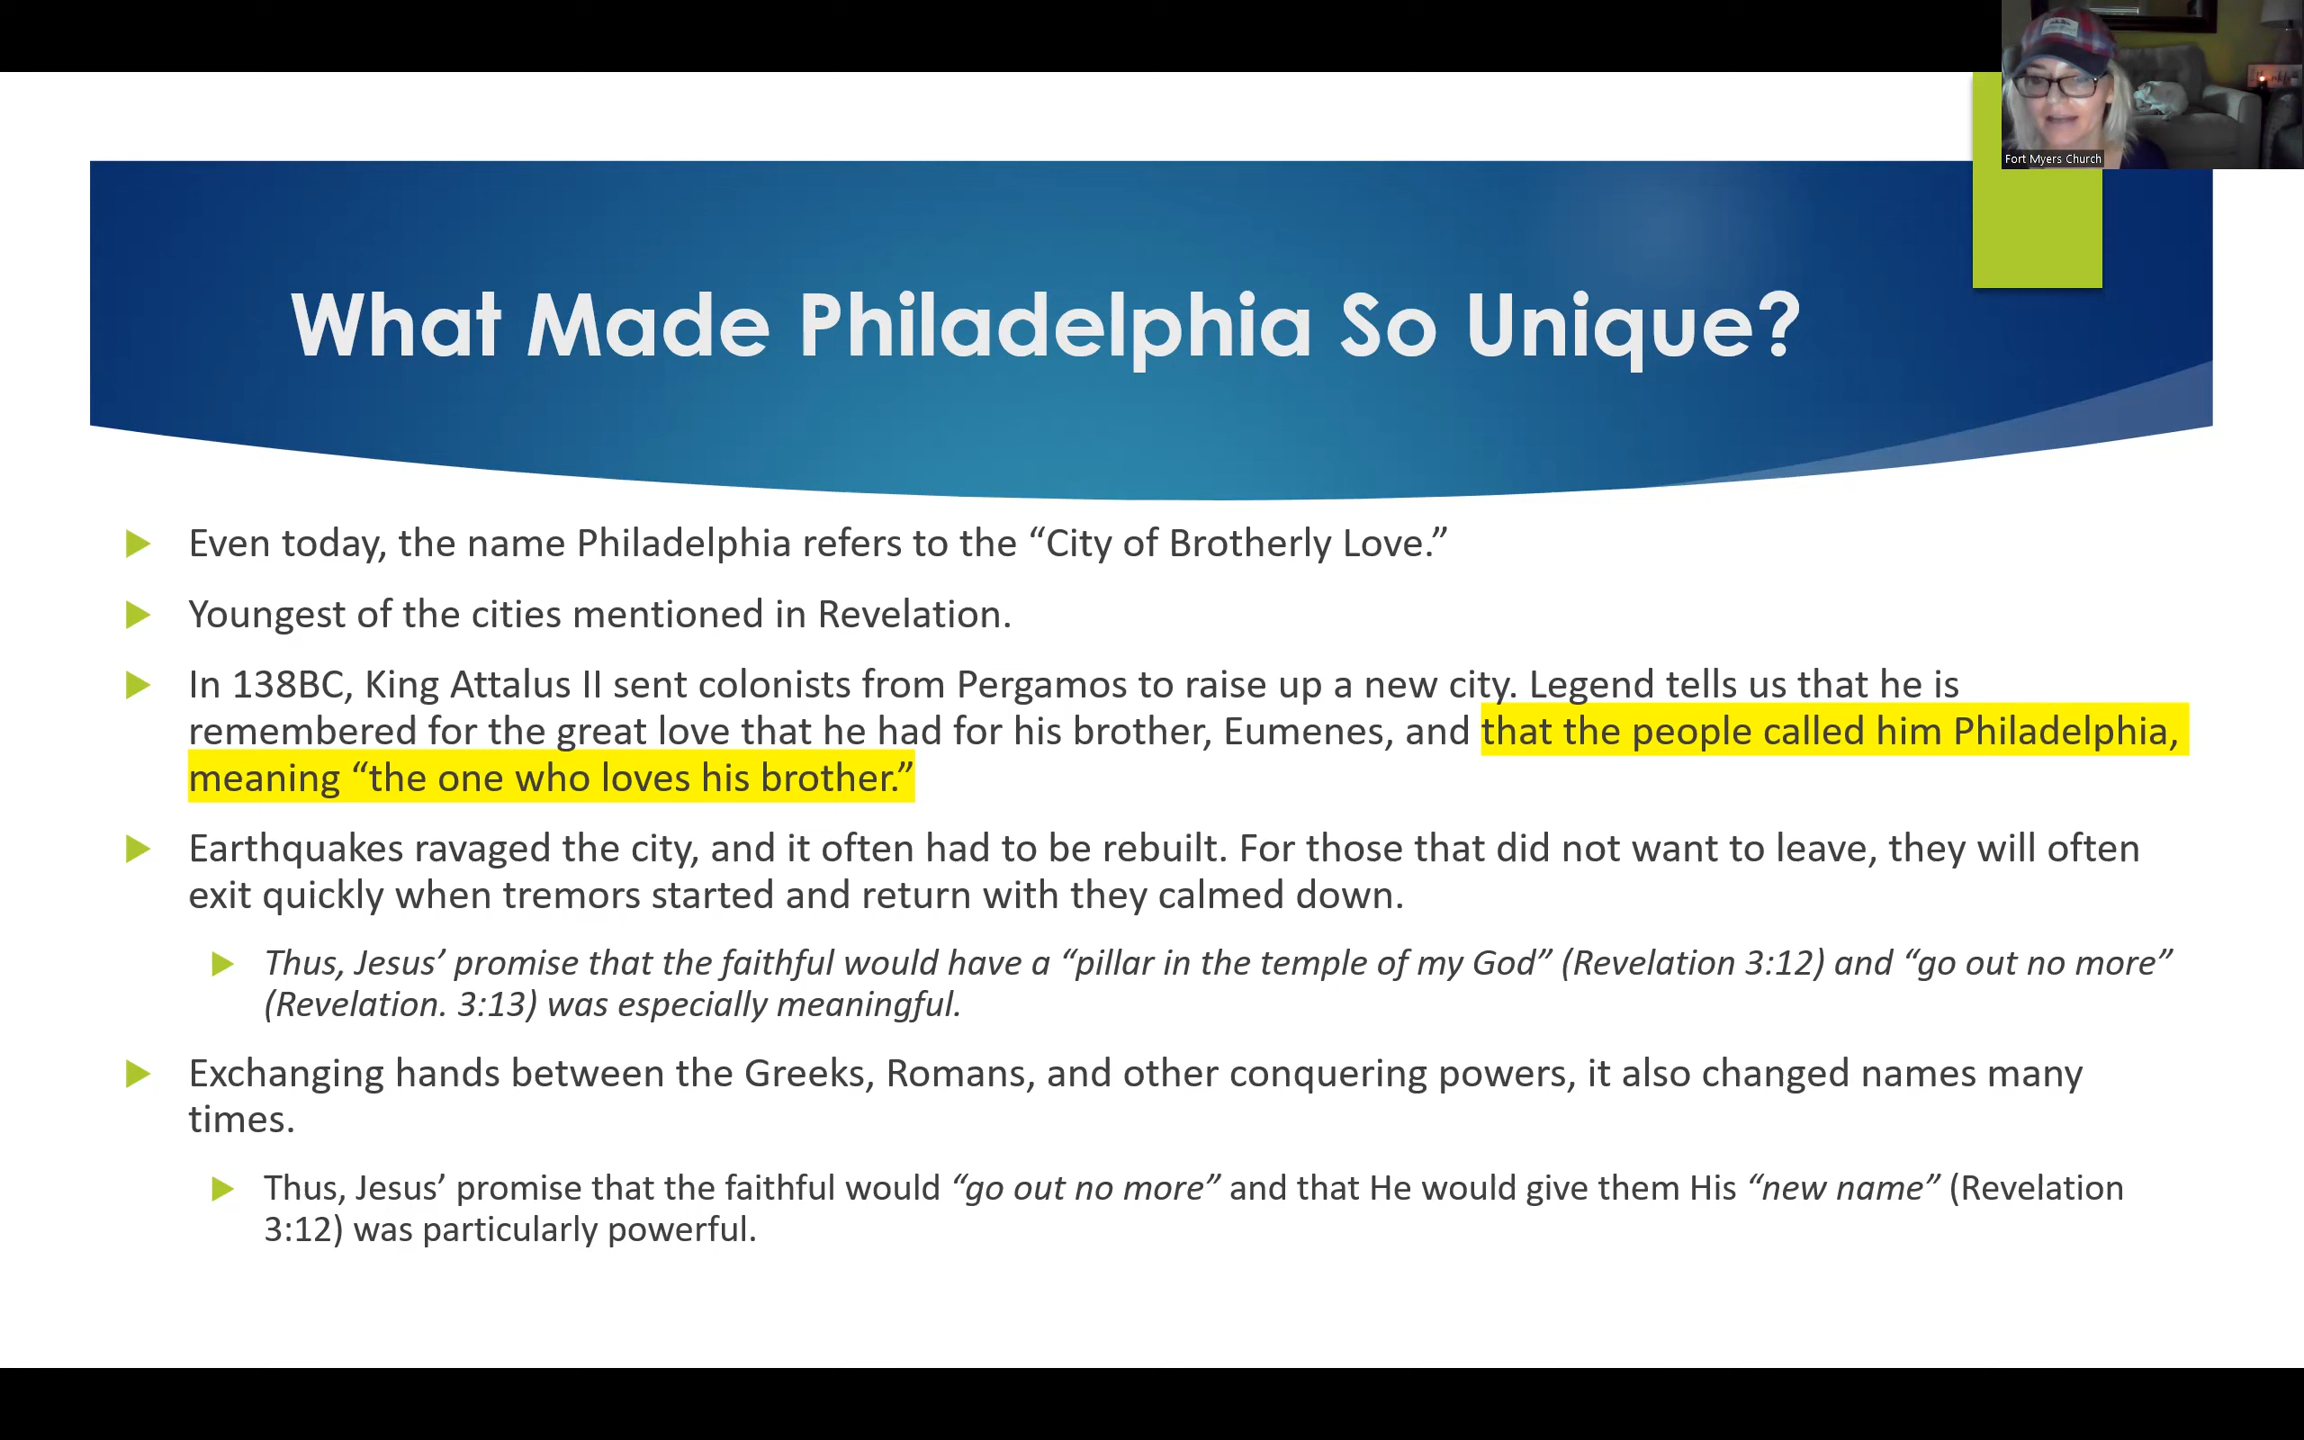 Fort Myers Church
What Made Philadelphia So Unique?
Even today, the name Philadelphia refers to the “City of Brotherly Love.”
Youngest of the cities mentioned in Revelation.
In 138BC, King Attalus II sent colonists from Pergamos to raise up a new city. Legend tells us that he is
remembered for the great love that he had for his brother, Eumenes, and that the people called him Philadelphia,
meaning “the one who loves his brother.”
Earthquakes ravaged the city, and it often had to be rebuilt. For those that did not want to leave, they will often
exit quickly when tremors started and return with they calmed down.
Thus, Jesus’ promise that the faithful would have a “pillar in the temple of my God” (Revelation 3:12) and “go out no more”
(Revelation. 3:13) was especially meaningful.
Exchanging hands between the Greeks, Romans, and other conquering powers, it also changed names many
times.
Thus, Jesus’ promise that the faithful would “go out no more” and that He would give them His “new name” (Revelation
3:12) was particularly powerful.